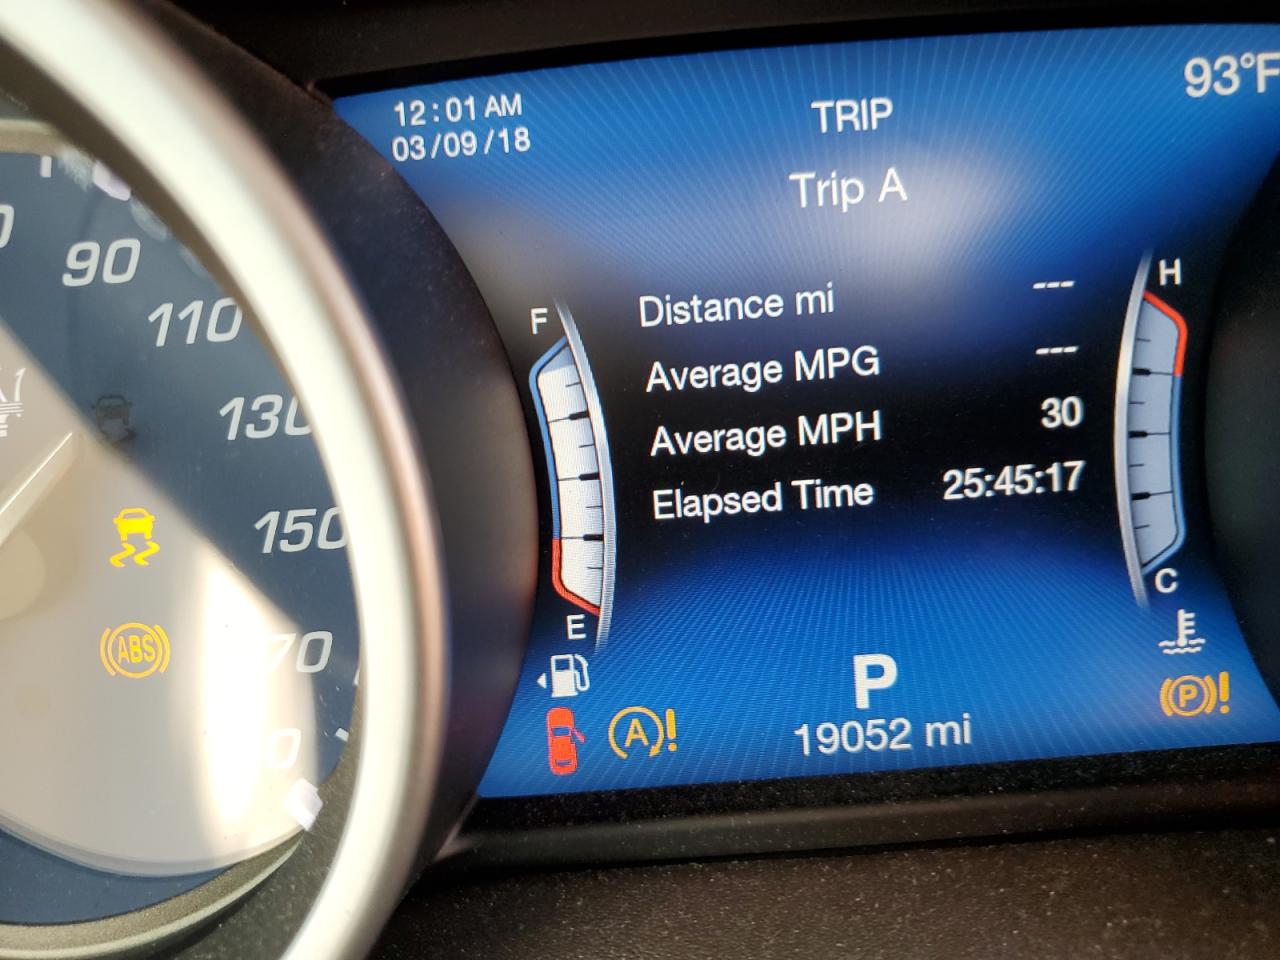 12:01 AM
03/09/18
TRIP
93°F
Trip A
Distance mi ---
Average MPG ---
Average MPH 30
Elapsed Time 25:45:17
F
E
H
C
P
19052 mi
A !
P !
90
110
130
150
ABS